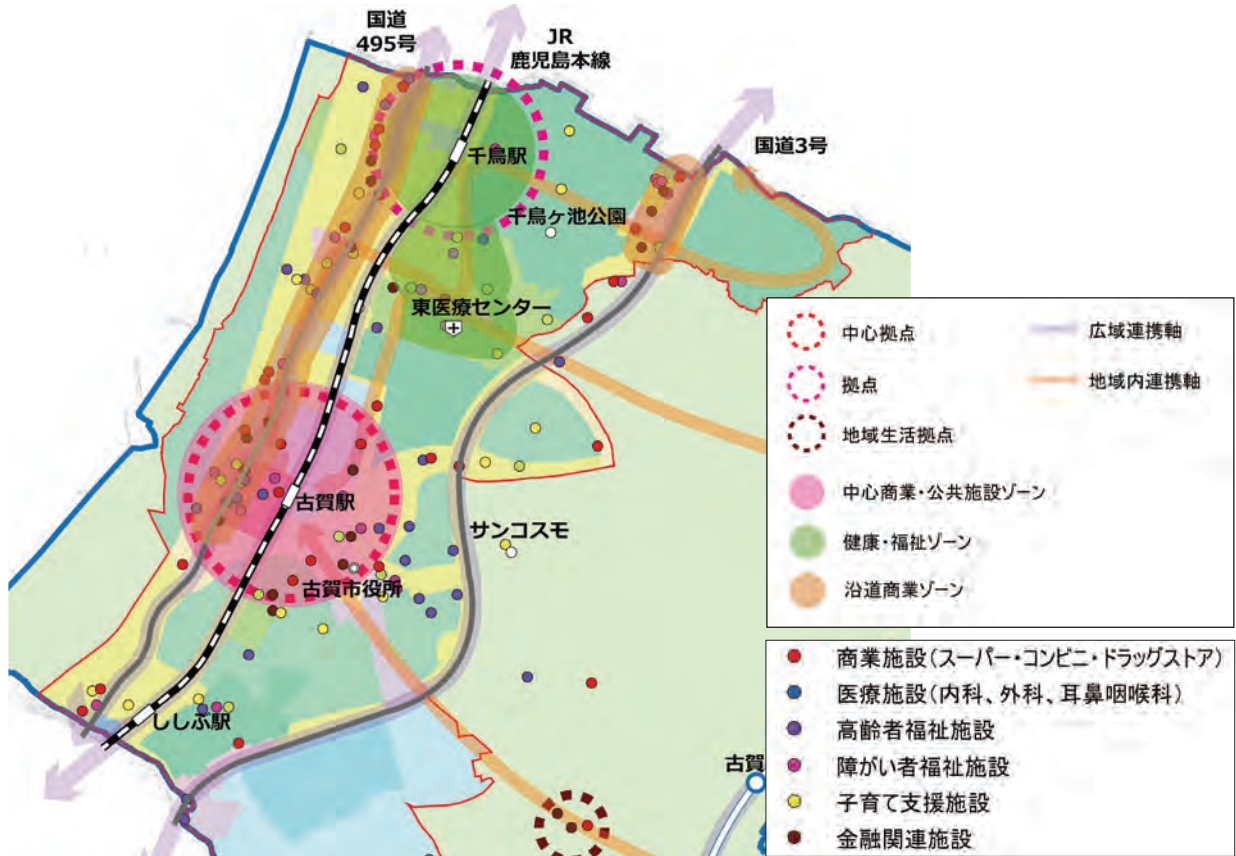 国道
495号
JR
鹿児島本線
国道3号
千鳥駅
千鳥ヶ池公園
東医療センター
古賀駅
サンコスモ
古賀市役所
ししぶ駅
古賀
中心拠点
広域連携軸
拠点
地域内連携軸
地域生活拠点
中心商業・公共施設ゾーン
健康・福祉ゾーン
沿道商業ゾーン
商業施設(スーパー・コンビニ・ドラッグストア)
医療施設(内科、外科、耳鼻咽喉科)
高齢者福祉施設
障がい者福祉施設
子育て支援施設
金融関連施設